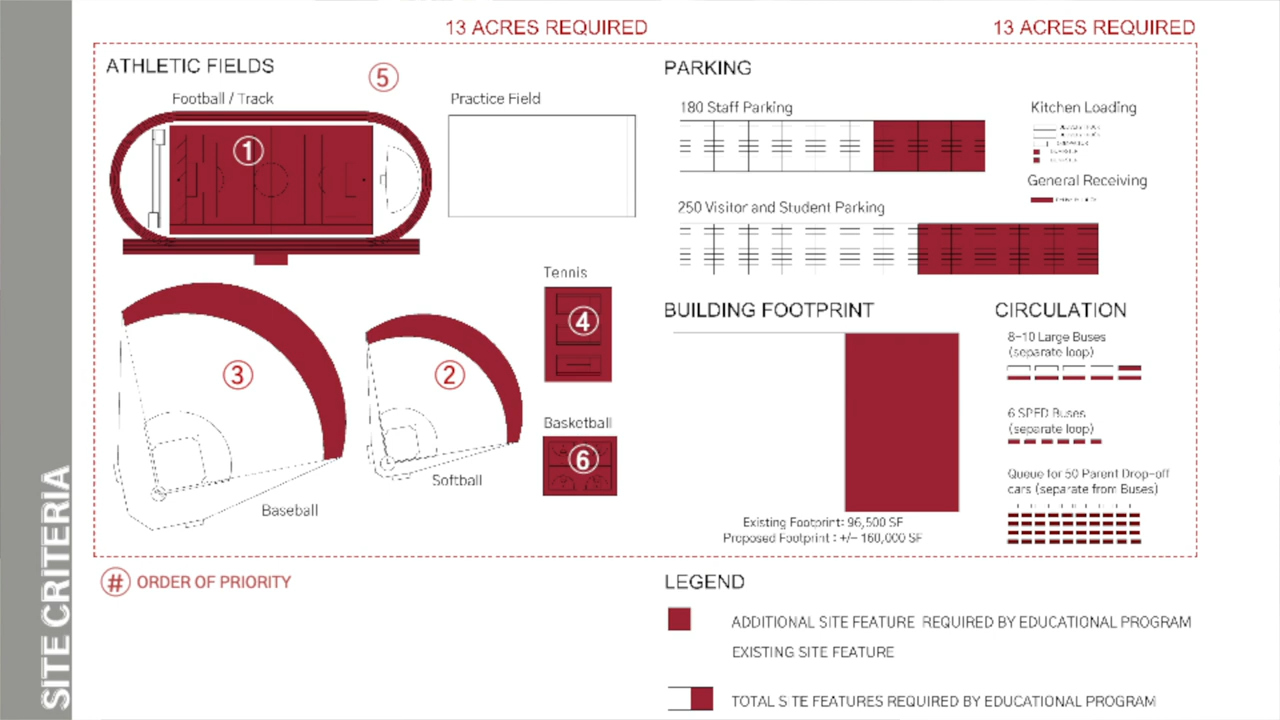 SITE CRITERIA
13 ACRES REQUIRED
13 ACRES REQUIRED
ATHLETIC FIELDS
⑤
Football / Track
①
Practice Field
Tennis
④
③
②
Basketball
⑥
Softball
Baseball
PARKING
180 Staff Parking
Kitchen Loading
General Receiving
250 Visitor and Student Parking
BUILDING FOOTPRINT
Existing Footprint: 96,500 SF
Proposed Footprint : +/- 160,000 SF
CIRCULATION
8-10 Large Buses
(separate loop)
6 SPED Buses
(separate loop)
Queue for 50 Parent Drop-off
cars (separate from Buses)
# ORDER OF PRIORITY
LEGEND
ADDITIONAL SITE FEATURE REQUIRED BY EDUCATIONAL PROGRAM
EXISTING SITE FEATURE
TOTAL S TE FEATURES REQUIRED BY EDUCATIONAL PROGRAM